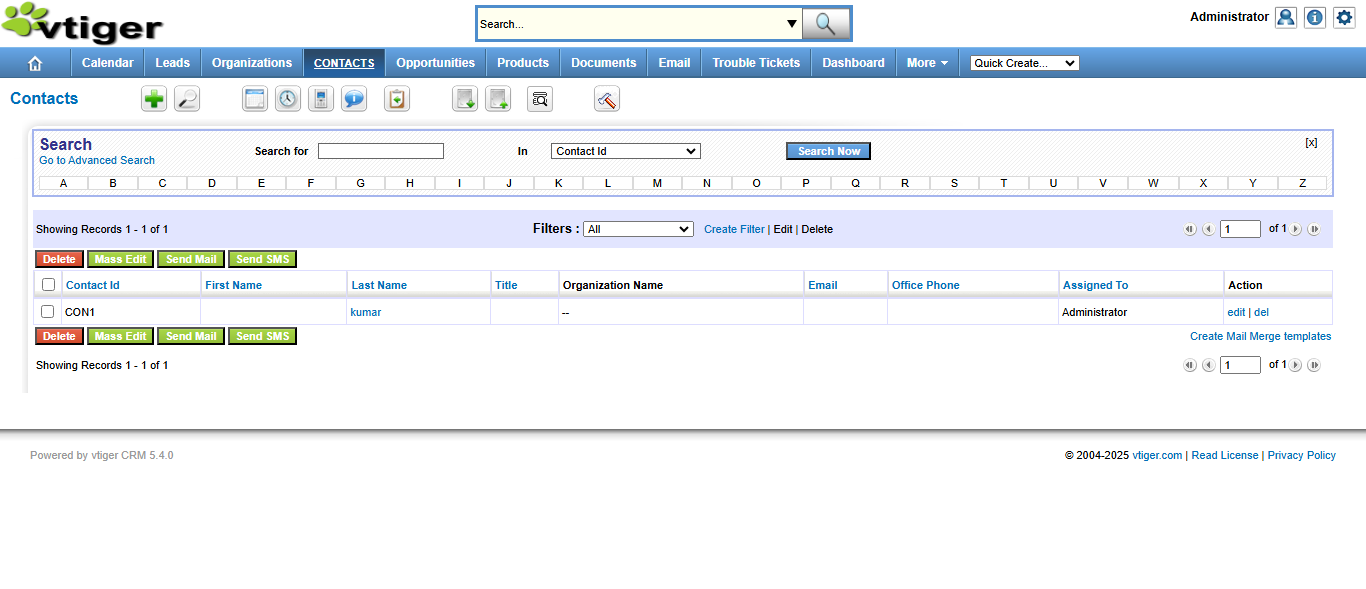 vtiger
Search...
Administrator
Calendar Leads Organizations CONTACTS Opportunities Products Documents Email Trouble Tickets Dashboard More Quick Create...
Contacts
Search
Go to Advanced Search
Search for In Contact Id Search Now [x]
A B C D E F G H I J K L M N O P Q R S T U V W X Y Z
Showing Records 1 - 1 of 1 Filters : All Create Filter | Edit | Delete 1 of 1
Delete Mass Edit Send Mail Send SMS
Contact Id First Name Last Name Title Organization Name Email Office Phone Assigned To Action
CON1 kumar -- Administrator edit | del
Delete Mass Edit Send Mail Send SMS Create Mail Merge templates
Showing Records 1 - 1 of 1 1 of 1
Powered by vtiger CRM 5.4.0 © 2004-2025 vtiger.com | Read License | Privacy Policy